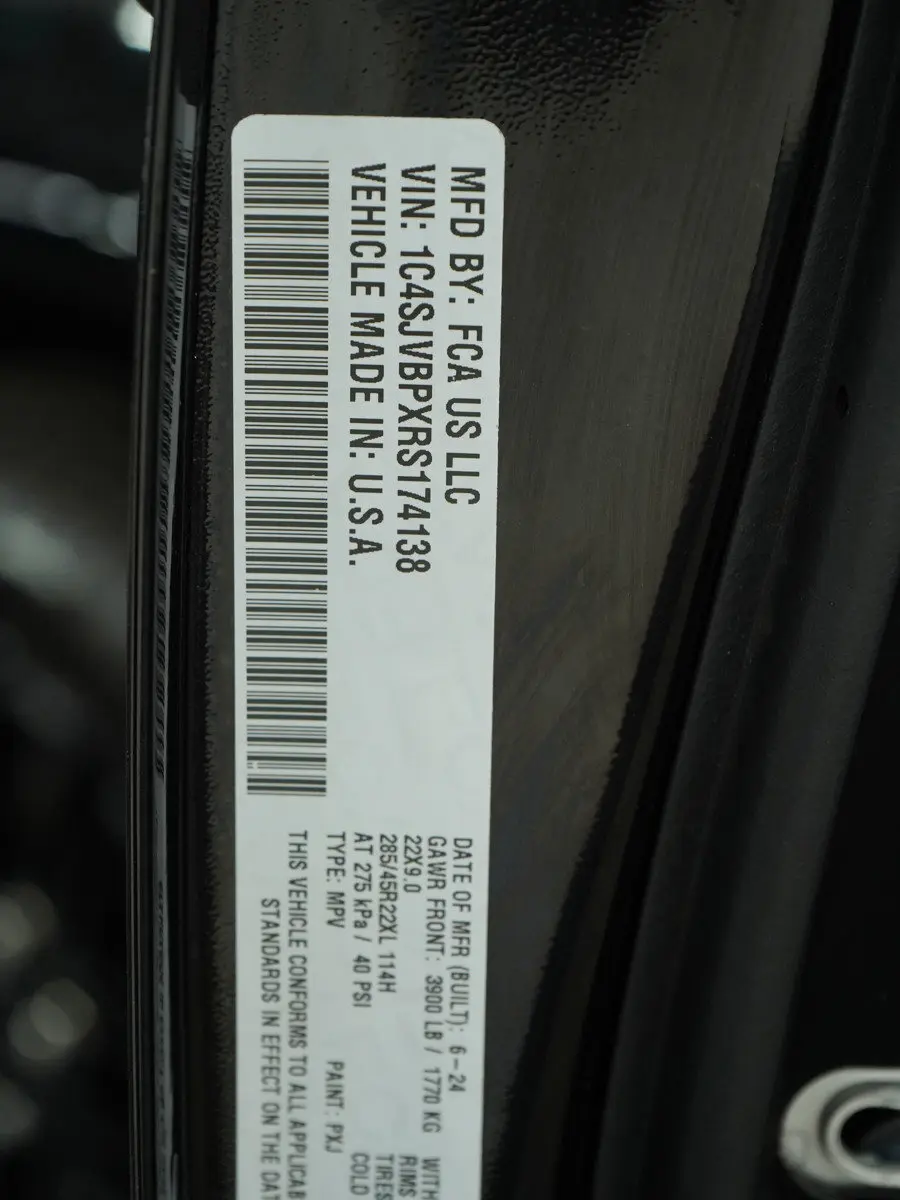 MFD BY: FCA US LLC
VIN: 1C4SJVBPXRS174138
VEHICLE MADE IN: U.S.A.
DATE OF MFR (BUILT): 6-24
GAWR FRONT: 3900 LB / 1770 KG WITH
22X9.0 RIMS
285/45R22XL 114H TIRES
AT 275 kPa / 40 PSI COLD
TYPE: MPV PAINT: PXJ
THIS VEHICLE CONFORMS TO ALL APPLICAB
STANDARDS IN EFFECT ON THE DAT